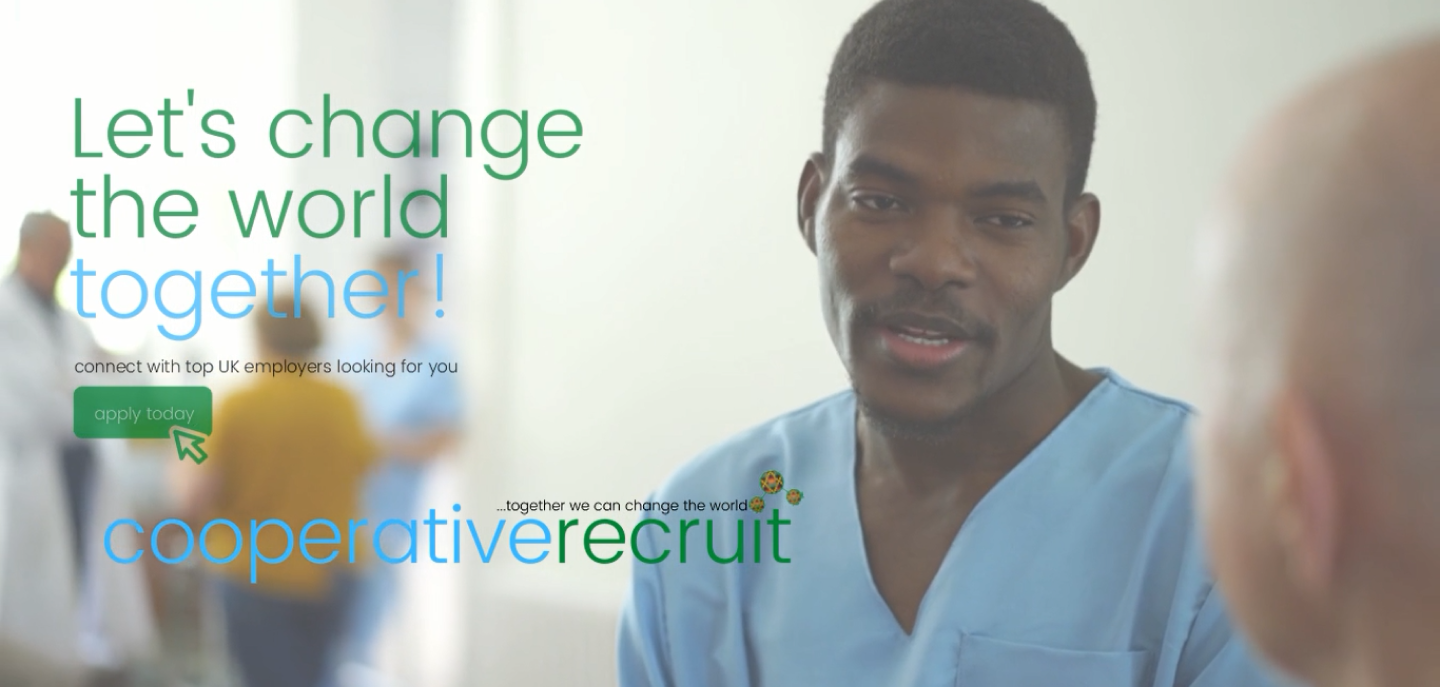 Let's change
the world
together!
connect with top UK employers looking for you
apply today
...together we can change the world
cooperativerecruit